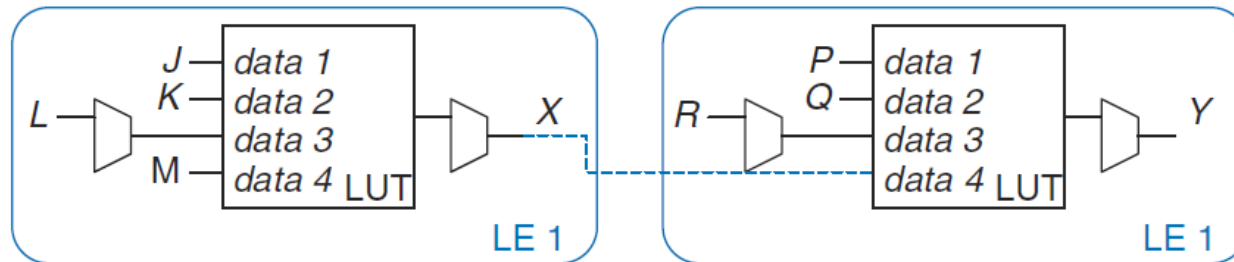 J data 1
K data 2
L data 3 X
M data 4 LUT
LE 1
P data 1
Q data 2
R data 3 Y
data 4 LUT
LE 1